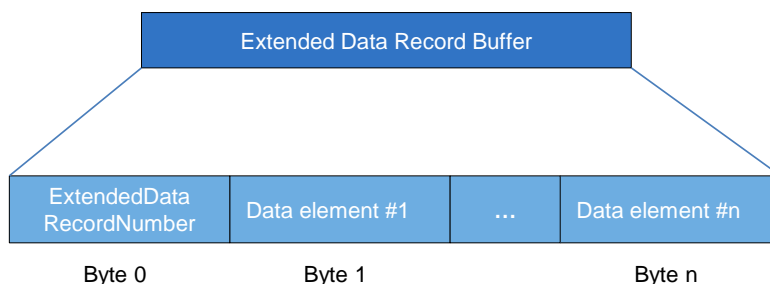 Extended Data Record Buffer
ExtendedData
RecordNumber
Data element #1
...
Data element #n
Byte 0
Byte 1
Byte n